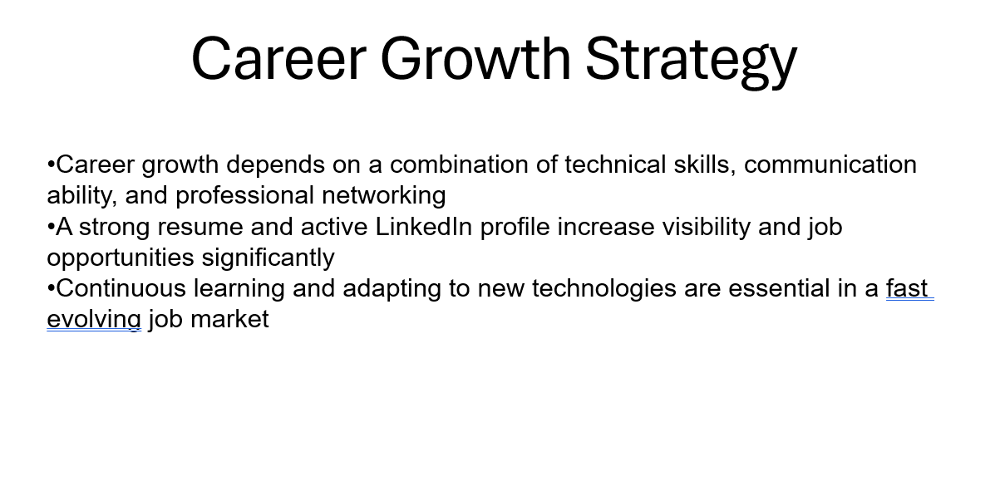 Career Growth Strategy
•Career growth depends on a combination of technical skills, communication
ability, and professional networking
•A strong resume and active LinkedIn profile increase visibility and job
opportunities significantly
•Continuous learning and adapting to new technologies are essential in a fast
evolving job market